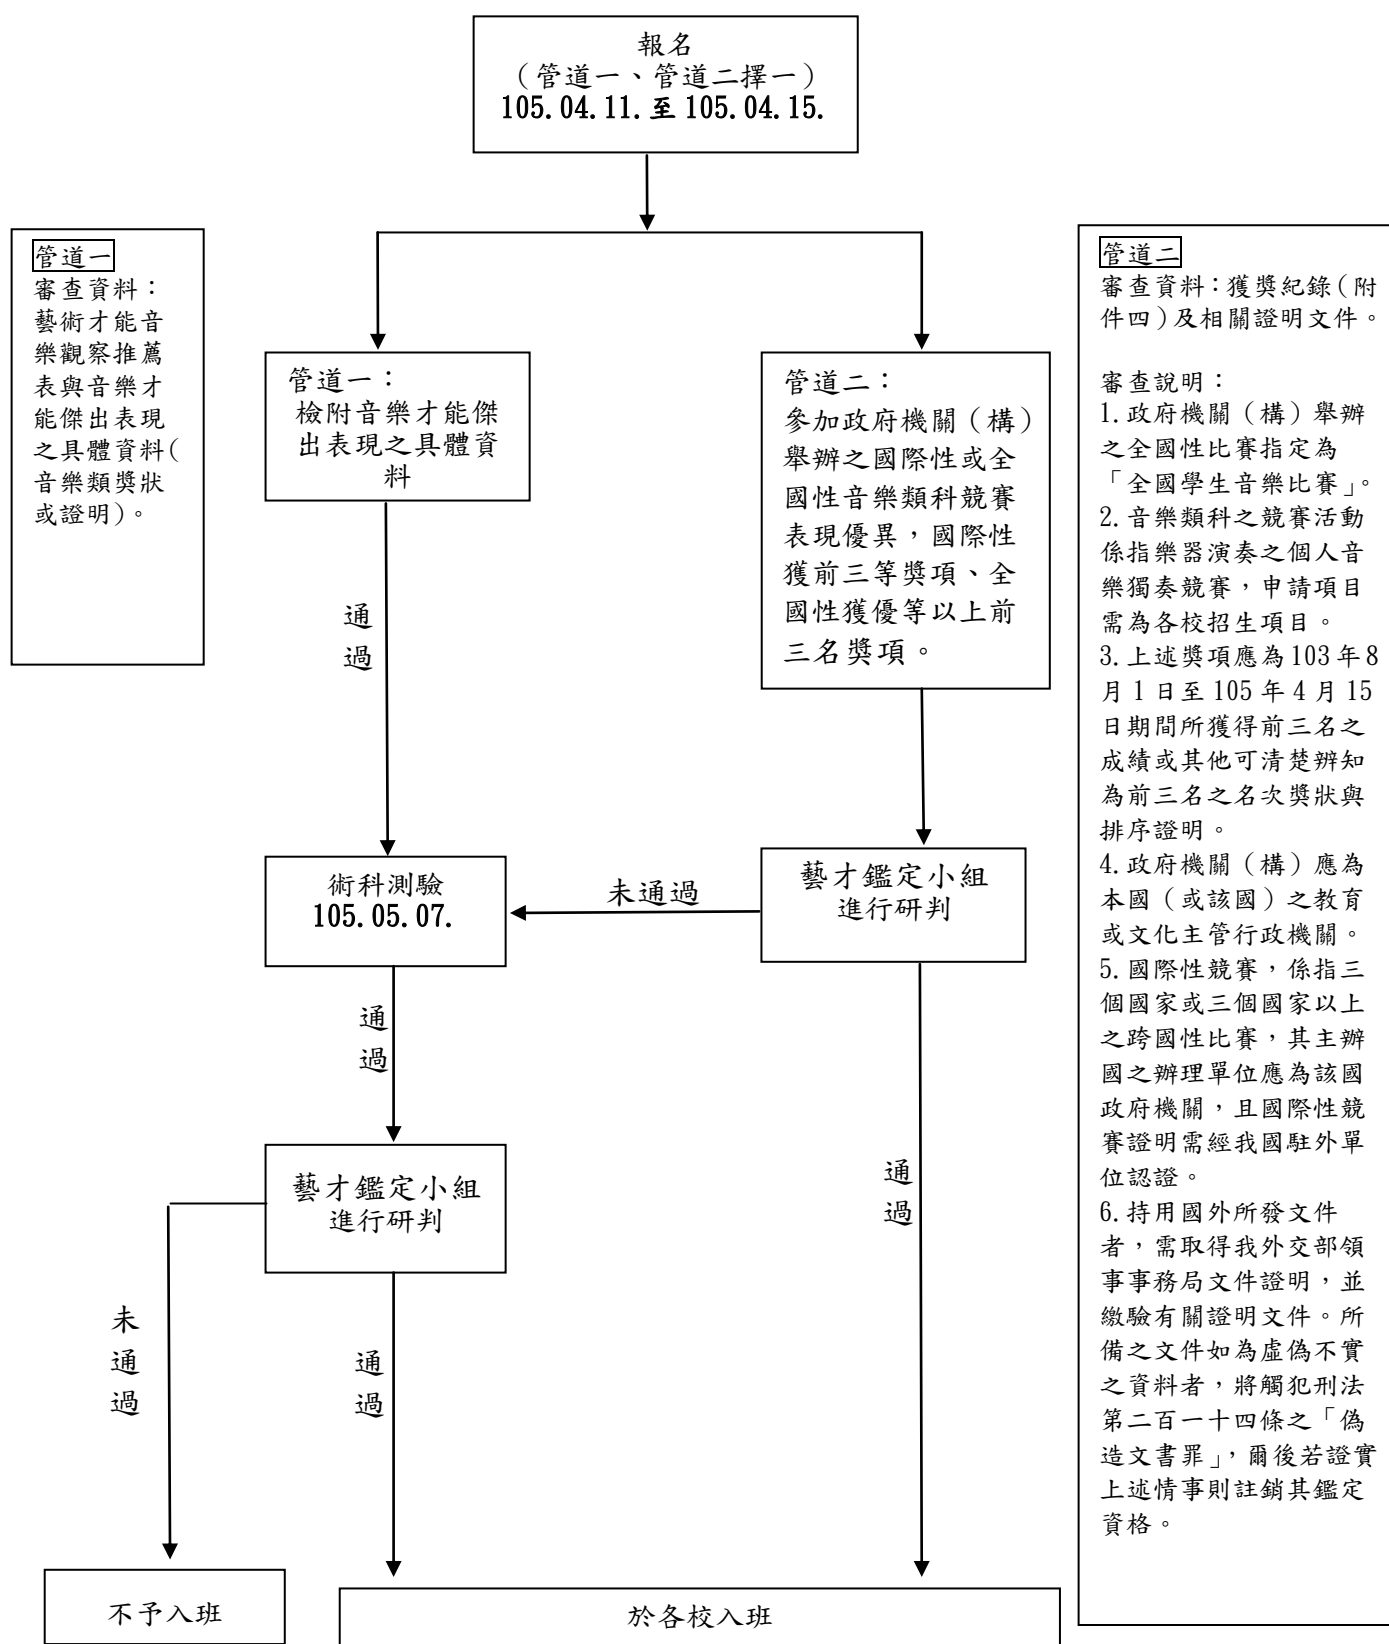 報名
（管道一、管道二擇一）
105.04.11.至 105.04.15.
管道一
審查資料：
藝術才能音
樂觀察推薦
表與音樂才
能傑出表現
之具體資料(
音樂類獎狀
或證明)。
管道一：
檢附音樂才能傑
出表現之具體資
料
管道二：
參加政府機關（構）
舉辦之國際性或全
國性音樂類科競賽
表現優異，國際性
獲前三等獎項、全
國性獲優等以上前
三名獎項。
管道二
審查資料：獲獎紀錄（附
件四）及相關證明文件。
審查說明：
1.政府機關（構）舉辦
之全國性比賽指定為
「全國學生音樂比賽」。
2.音樂類科之競賽活動
係指樂器演奏之個人音
樂獨奏競賽，申請項目
需為各校招生項目。
3.上述獎項應為 103 年 8
月 1 日至 105 年 4 月 15
日期間所獲得前三名之
成績或其他可清楚辨知
為前三名之名次獎狀與
排序證明。
4.政府機關（構）應為
本國（或該國）之教育
或文化主管行政機關。
5.國際性競賽，係指三
個國家或三個國家以上
之跨國性比賽，其主辦
國之辦理單位應為該國
政府機關，且國際性競
賽證明需經我國駐外單
位認證。
6.持用國外所發文件
者，需取得我外交部領
事事務局文件證明，並
繳驗有關證明文件。所
備之文件如為虛偽不實
之資料者，將觸犯刑法
第二百一十四條之「偽
造文書罪」，爾後若證實
上述情事則註銷其鑑定
資格。
通
過
術科測驗
105.05.07.
未通過
藝才鑑定小組
進行研判
通
過
藝才鑑定小組
進行研判
通
過
未
通
過
通
過
不予入班
於各校入班